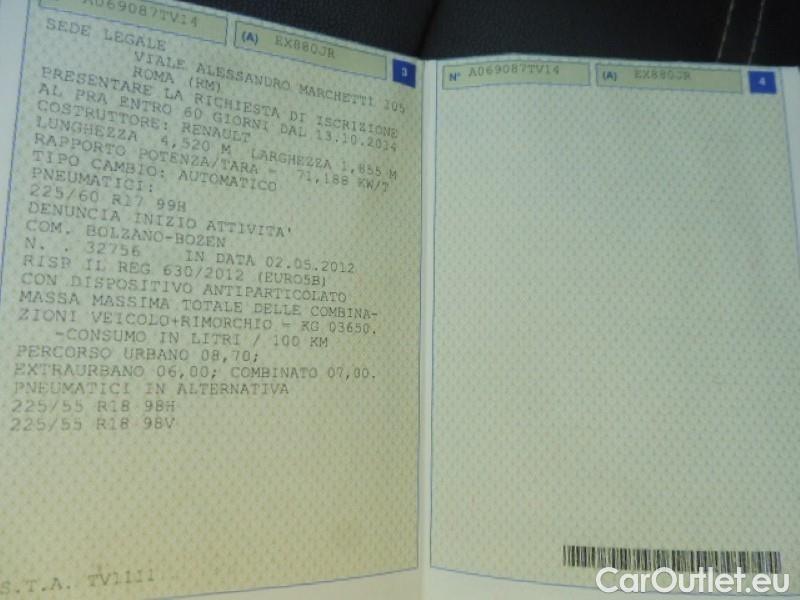 N° A069087TV14 (A) EX880JR 3
SEDE LEGALE
VIALE ALESSANDRO MARCHETTI 105
ROMA (RM)
PRESENTARE LA RICHIESTA DI ISCRIZIONE
AL PRA ENTRO 60 GIORNI DAL 13.10.2014
COSTRUTTORE: RENAULT
LUNGHEZZA 4,520 M LARGHEZZA 1,855 M
RAPPORTO POTENZA/TARA = 71,188 KW/T
TIPO CAMBIO: AUTOMATICO
PNEUMATICI:
225/60 R17 99H
DENUNCIA INIZIO ATTIVITA'
COM. BOLZANO-BOZEN
N. . 32756 IN DATA 02.05.2012
RISP IL REG 630/2012 (EURO5B)
CON DISPOSITIVO ANTIPARTICOLATO
MASSA MASSIMA TOTALE DELLE COMBINA-
ZIONI VEICOLO+RIMORCHIO = KG 03650.
-CONSUMO IN LITRI / 100 KM
PERCORSO URBANO 08,70;
EXTRAURBANO 06,00; COMBINATO 07,00.
PNEUMATICI IN ALTERNATIVA
225/55 R18 98H
225/55 R18 98V
S.T.A. TV1111
N° A069087TV14 (A) EX880JR 4
CarOutlet.eu